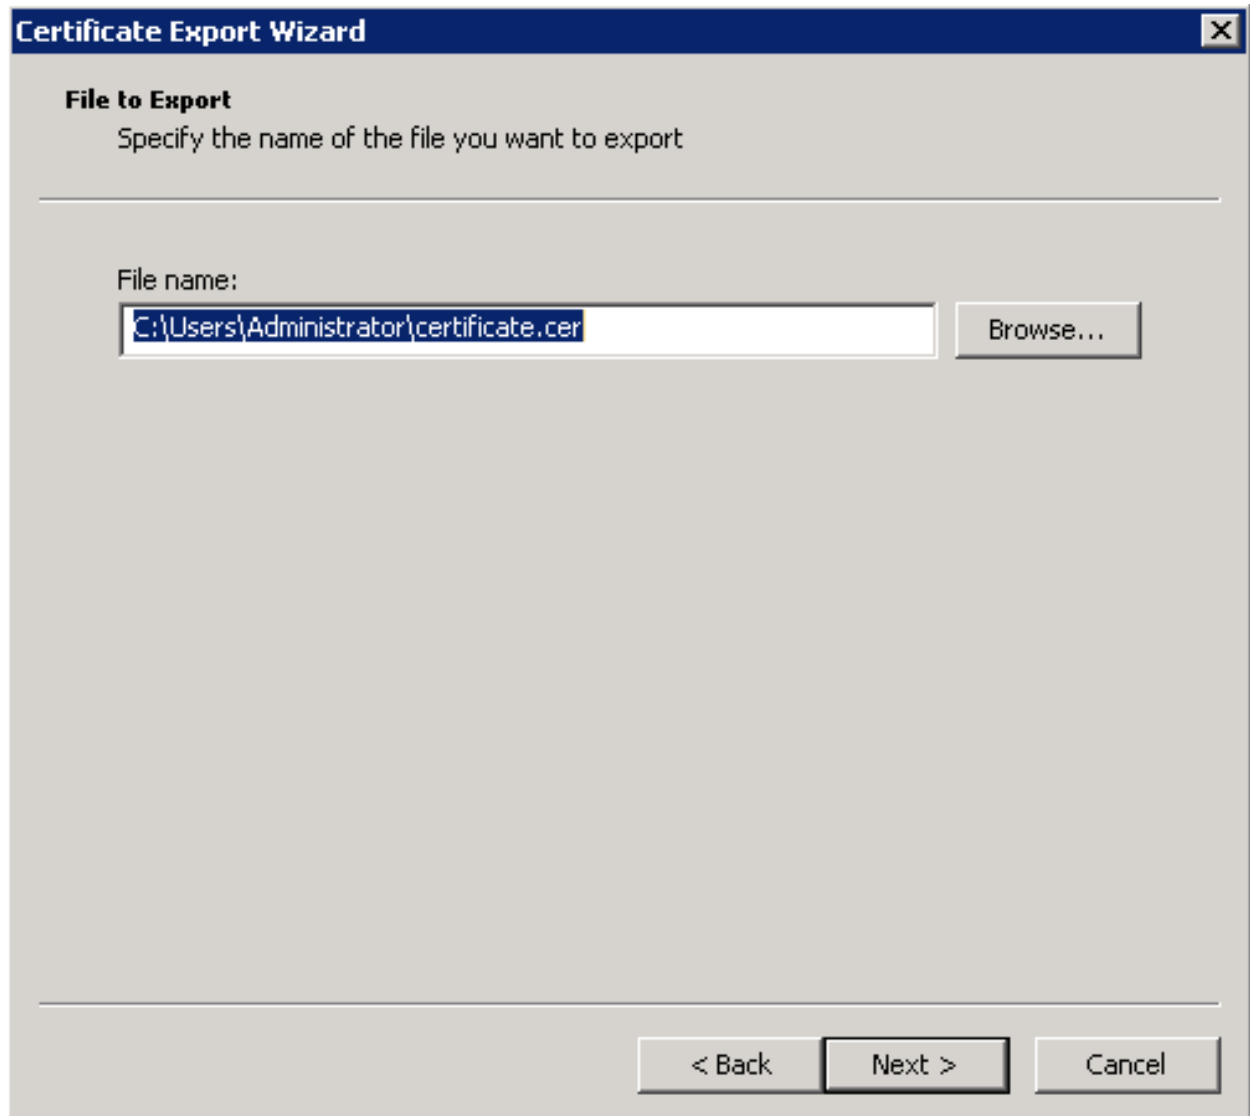 Certificate Export Wizard
File to Export
Specify the name of the file you want to export
File name:
C:\Users\Administrator\certificate.cer
Browse...
< Back
Next >
Cancel